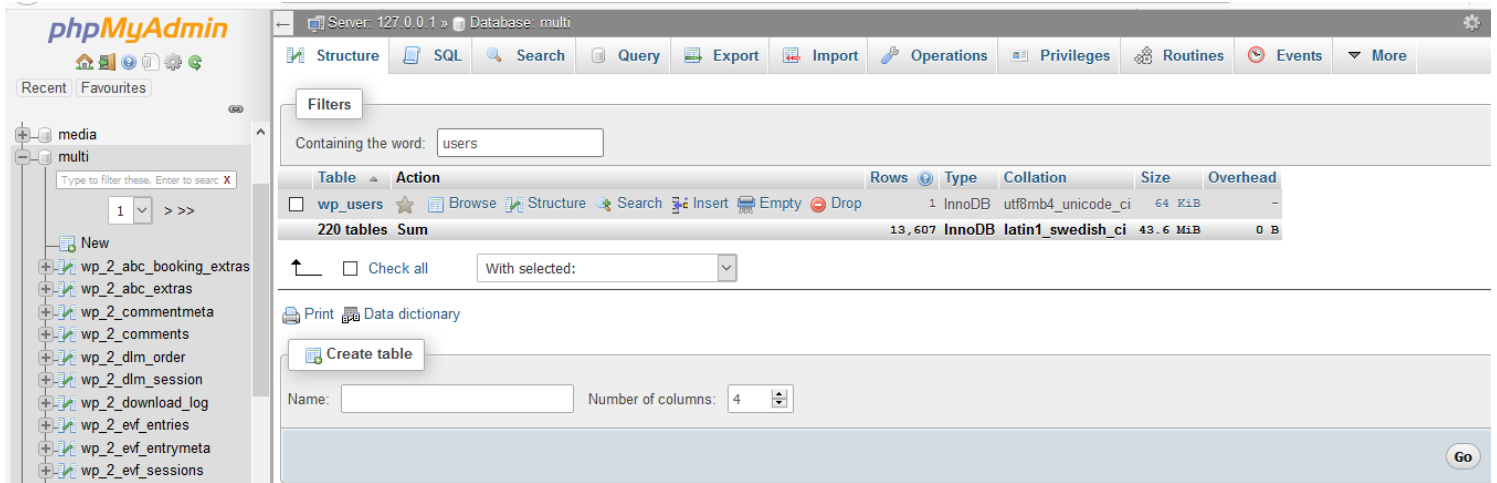 phpMyAdmin
Recent Favourites
media
multi
Type to filter these, Enter to searc X
1 > >>
New
wp_2_abc_booking_extras
wp_2_abc_extras
wp_2_commentmeta
wp_2_comments
wp_2_dlm_order
wp_2_dlm_session
wp_2_download_log
wp_2_evf_entries
wp_2_evf_entrymeta
wp_2_evf_sessions
← Server: 127.0.0.1 » Database: multi
Structure SQL Search Query Export Import Operations Privileges Routines Events More
Filters
Containing the word: users
Table Action Rows Type Collation Size Overhead
wp_users Browse Structure Search Insert Empty Drop 1 InnoDB utf8mb4_unicode_ci 64 KiB -
220 tables Sum 13,607 InnoDB latin1_swedish_ci 43.6 MiB 0 B
Check all With selected:
Print Data dictionary
Create table
Name: Number of columns: 4
Go